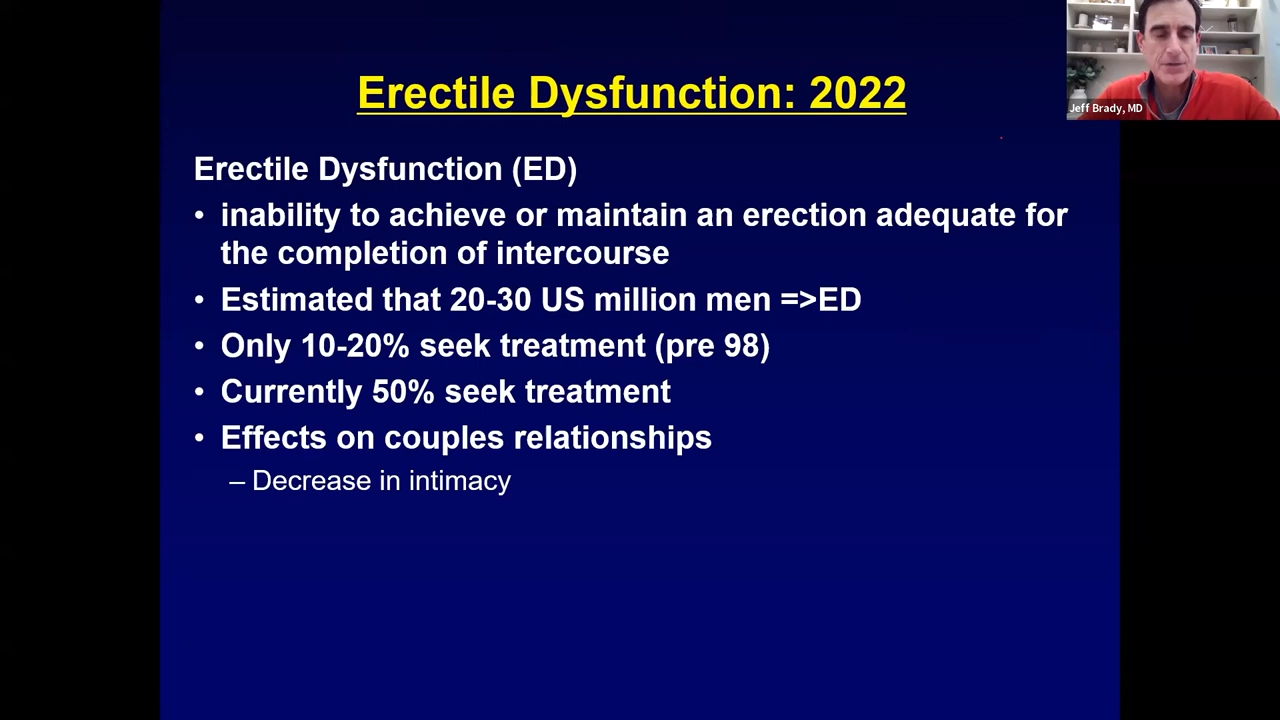 Erectile Dysfunction: 2022
Jeff Brady, MD
Erectile Dysfunction (ED)
• inability to achieve or maintain an erection adequate for
the completion of intercourse
• Estimated that 20-30 US million men =>ED
• Only 10-20% seek treatment (pre 98)
• Currently 50% seek treatment
• Effects on couples relationships
– Decrease in intimacy